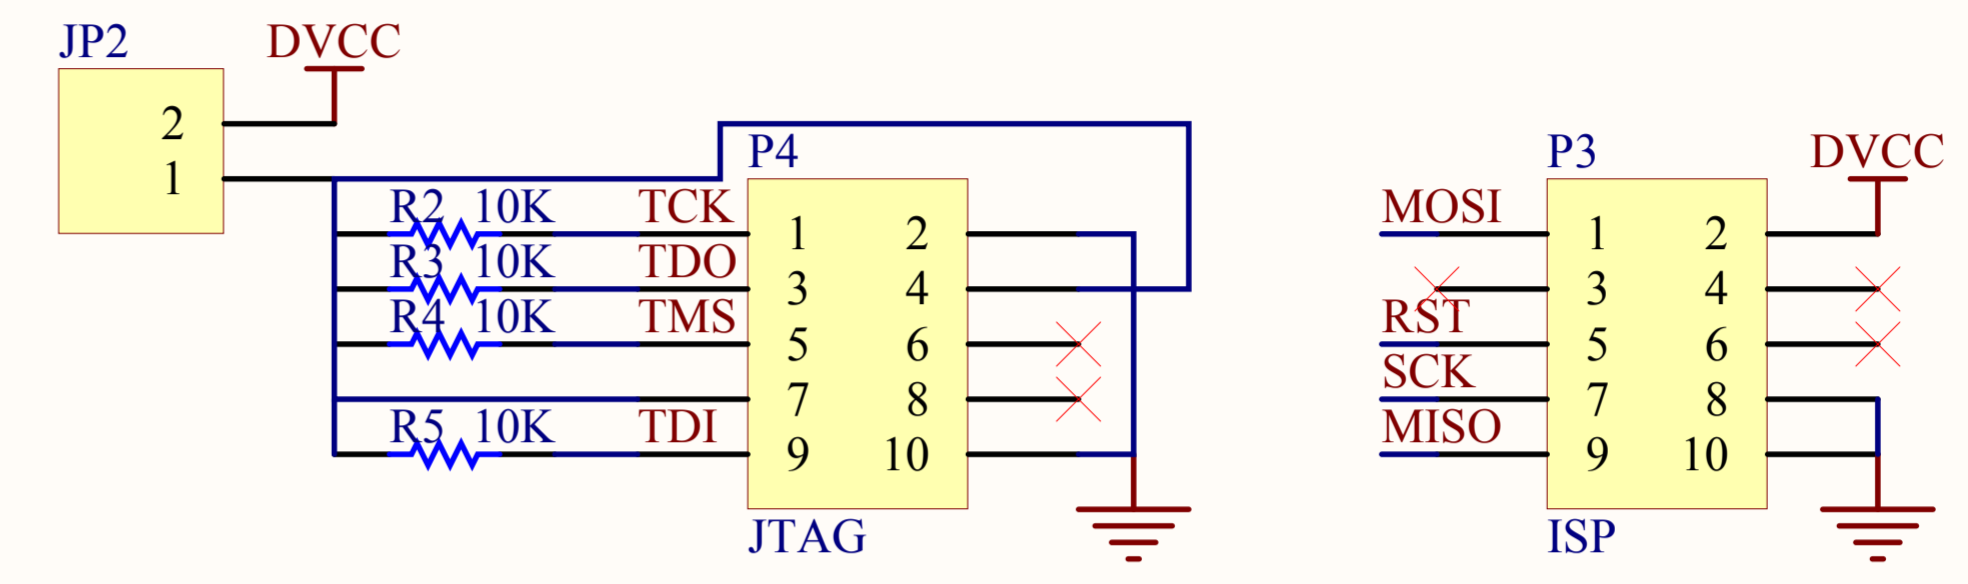 JP2 DVCC
2
1
P4
R2 10K TCK 1 2
R3 10K TDO 3 4
R4 10K TMS 5 6
7 8
R5 10K TDI 9 10
JTAG
P3 DVCC
MOSI 1 2
3 4
RST 5 6
SCK 7 8
MISO 9 10
ISP